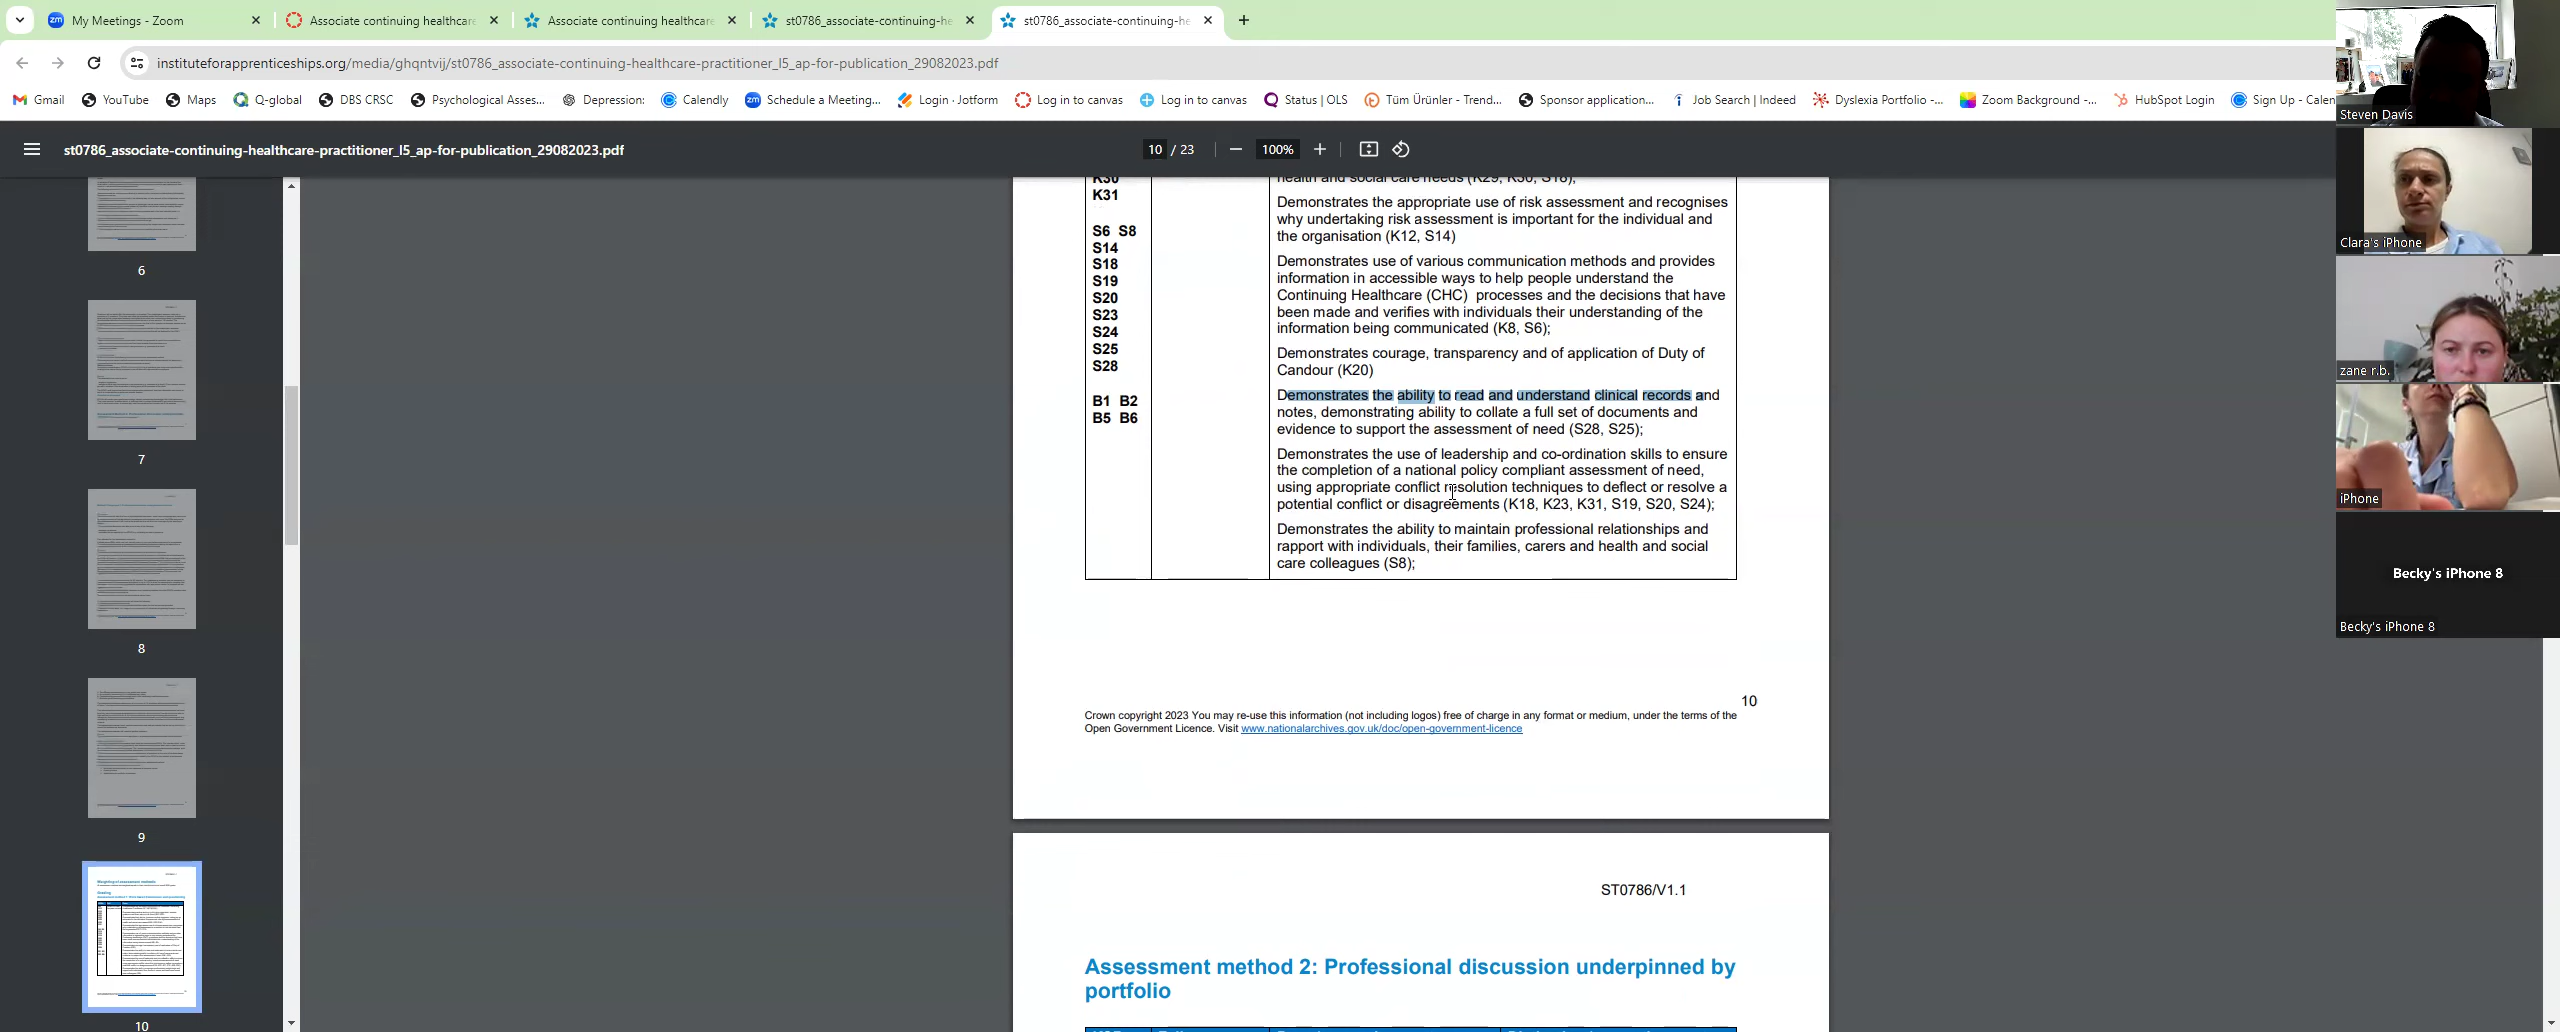 My Meetings - Zoom
Associate continuing healthcare
Associate continuing healthcare
st0786_associate-continuing-he
st0786_associate-continuing-he
instituteforapprenticeships.org/media/ghqntvij/st0786_associate-continuing-healthcare-practitioner_l5_ap-for-publication_29082023.pdf
Gmail YouTube Maps Q-global DBS CRSC Psychological Asses... Depression: Calendly Schedule a Meeting... Login · Jotform Log in to canvas Log in to canvas Status | OLS Tüm Ürünler - Trend... Sponsor application... Job Search | Indeed Dyslexia Portfolio -... Zoom Background -... HubSpot Login Sign Up - Calen
st0786_associate-continuing-healthcare-practitioner_l5_ap-for-publication_29082023.pdf
10 / 23
100%
6
7
8
9
10
K30
K31
S6 S8
S14
S18
S19
S20
S23
S24
S25
S28
B1 B2
B5 B6
health and social care needs (K29, K30, S18);
Demonstrates the appropriate use of risk assessment and recognises
why undertaking risk assessment is important for the individual and
the organisation (K12, S14)
Demonstrates use of various communication methods and provides
information in accessible ways to help people understand the
Continuing Healthcare (CHC) processes and the decisions that have
been made and verifies with individuals their understanding of the
information being communicated (K8, S6);
Demonstrates courage, transparency and of application of Duty of
Candour (K20)
Demonstrates the ability to read and understand clinical records and
notes, demonstrating ability to collate a full set of documents and
evidence to support the assessment of need (S28, S25);
Demonstrates the use of leadership and co-ordination skills to ensure
the completion of a national policy compliant assessment of need,
using appropriate conflict resolution techniques to deflect or resolve a
potential conflict or disagreements (K18, K23, K31, S19, S20, S24);
Demonstrates the ability to maintain professional relationships and
rapport with individuals, their families, carers and health and social
care colleagues (S8);
10
Crown copyright 2023 You may re-use this information (not including logos) free of charge in any format or medium, under the terms of the
Open Government Licence. Visit www.nationalarchives.gov.uk/doc/open-government-licence
ST0786/V1.1
Assessment method 2: Professional discussion underpinned by
portfolio
Steven Davis
Clara's iPhone
zane r.b.
iPhone
Becky's iPhone 8
Becky's iPhone 8